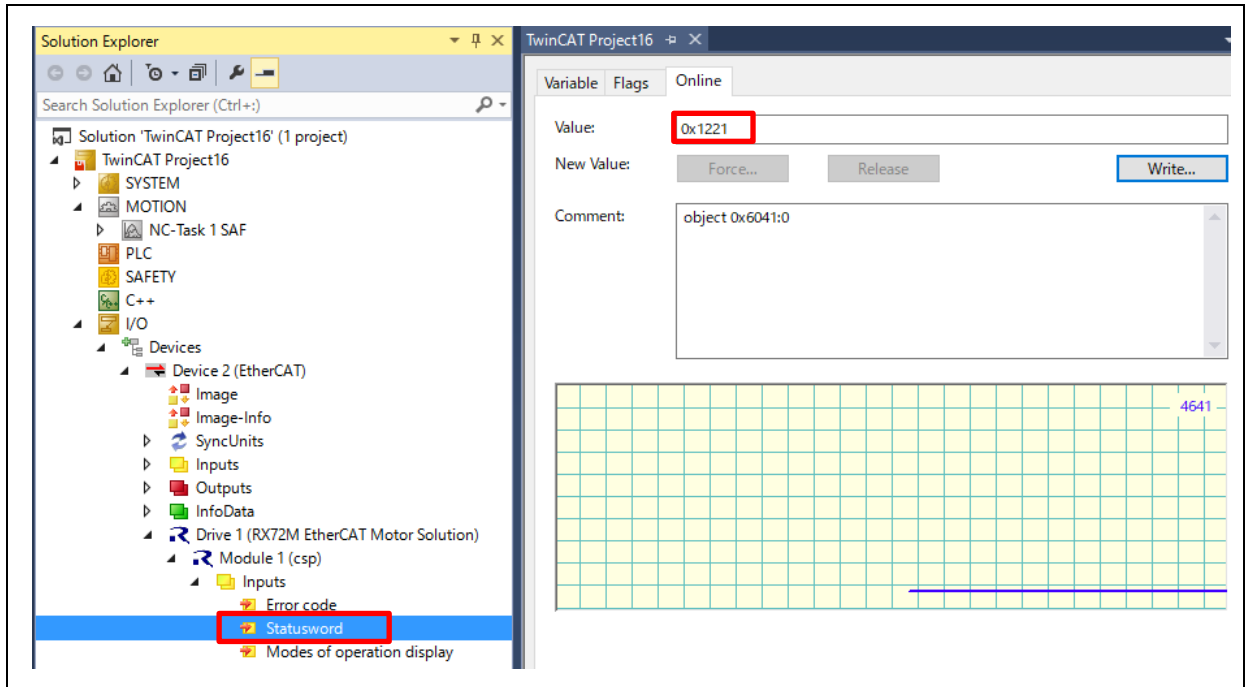 Solution Explorer
Search Solution Explorer (Ctrl+:)
Solution 'TwinCAT Project16' (1 project)
TwinCAT Project16
SYSTEM
MOTION
NC-Task 1 SAF
PLC
SAFETY
C++
I/O
Devices
Device 2 (EtherCAT)
Image
Image-Info
SyncUnits
Inputs
Outputs
InfoData
Drive 1 (RX72M EtherCAT Motor Solution)
Module 1 (csp)
Inputs
Error code
Statusword
Modes of operation display
TwinCAT Project16
Variable Flags Online
Value: 0x1221
New Value: Force... Release Write...
Comment: object 0x6041:0
4641